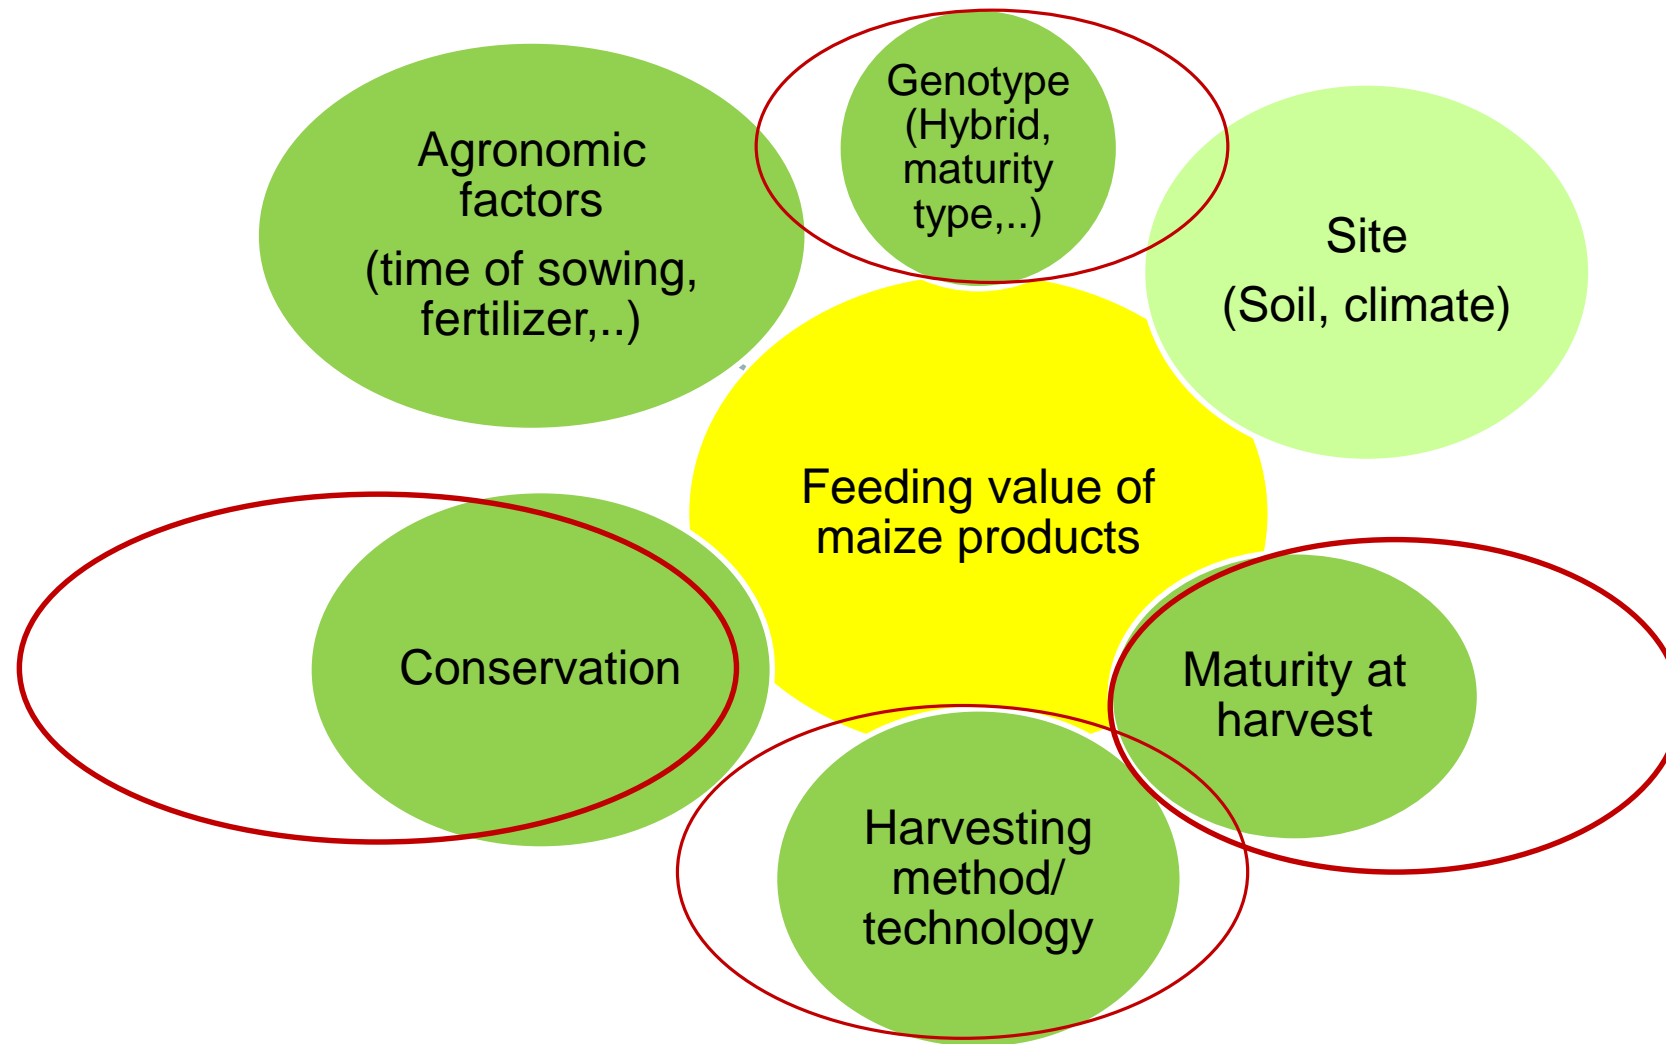 Genotype
(Hybrid,
maturity
type,..)
Agronomic
factors
(time of sowing,
fertilizer,..)
Site
(Soil, climate)
Feeding value of
maize products
Conservation
Maturity at
harvest
Harvesting
method/
technology